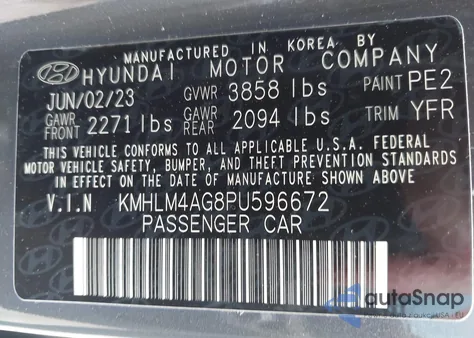 MANUFACTURED IN KOREA BY
HYUNDAI MOTOR COMPANY
JUN/02/23 GVWR 3858 lbs PAINT PE2
GAWR FRONT 2271 lbs GAWR REAR 2094 lbs TRIM YFR
THIS VEHICLE CONFORMS TO ALL APPLICABLE U.S.A. FEDERAL
MOTOR VEHICLE SAFETY, BUMPER, AND THEFT PREVENTION STANDARDS
IN EFFECT ON THE DATE OF MANUFACTURE SHOWN ABOVE
V.I.N KMHLM4AG8PU596672
PASSENGER CAR
autoSnap